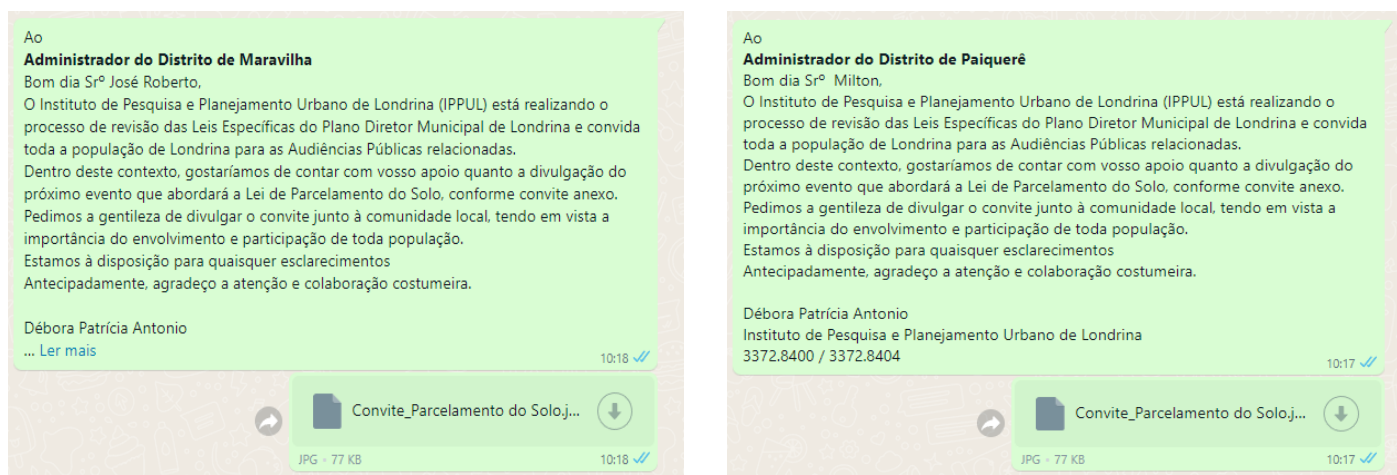 Ao
Administrador do Distrito de Maravilha
Bom dia Srº José Roberto,
O Instituto de Pesquisa e Planejamento Urbano de Londrina (IPPUL) está realizando o
processo de revisão das Leis Específicas do Plano Diretor Municipal de Londrina e convida
toda a população de Londrina para as Audiências Públicas relacionadas.
Dentro deste contexto, gostaríamos de contar com vosso apoio quanto a divulgação do
próximo evento que abordará a Lei de Parcelamento do Solo, conforme convite anexo.
Pedimos a gentileza de divulgar o convite junto à comunidade local, tendo em vista a
importância do envolvimento e participação de toda população.
Estamos à disposição para quaisquer esclarecimentos
Antecipadamente, agradeço a atenção e colaboração costumeira.
Débora Patrícia Antonio
... Ler mais
10:18
Convite_Parcelamento do Solo.j...
JPG • 77 KB
10:18
Ao
Administrador do Distrito de Paiquerê
Bom dia Srº Milton,
O Instituto de Pesquisa e Planejamento Urbano de Londrina (IPPUL) está realizando o
processo de revisão das Leis Específicas do Plano Diretor Municipal de Londrina e convida
toda a população de Londrina para as Audiências Públicas relacionadas.
Dentro deste contexto, gostaríamos de contar com vosso apoio quanto a divulgação do
próximo evento que abordará a Lei de Parcelamento do Solo, conforme convite anexo.
Pedimos a gentileza de divulgar o convite junto à comunidade local, tendo em vista a
importância do envolvimento e participação de toda população.
Estamos à disposição para quaisquer esclarecimentos
Antecipadamente, agradeço a atenção e colaboração costumeira.
Débora Patrícia Antonio
Instituto de Pesquisa e Planejamento Urbano de Londrina
3372.8400 / 3372.8404
10:17
Convite_Parcelamento do Solo.j...
JPG • 77 KB
10:17